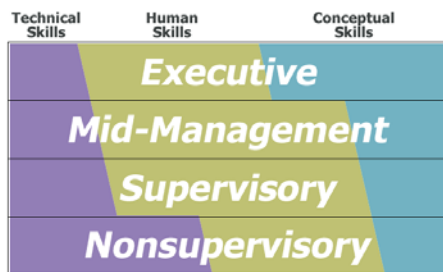 Technical Skills
Human Skills
Conceptual Skills
Executive
Mid-Management
Supervisory
Nonsupervisory